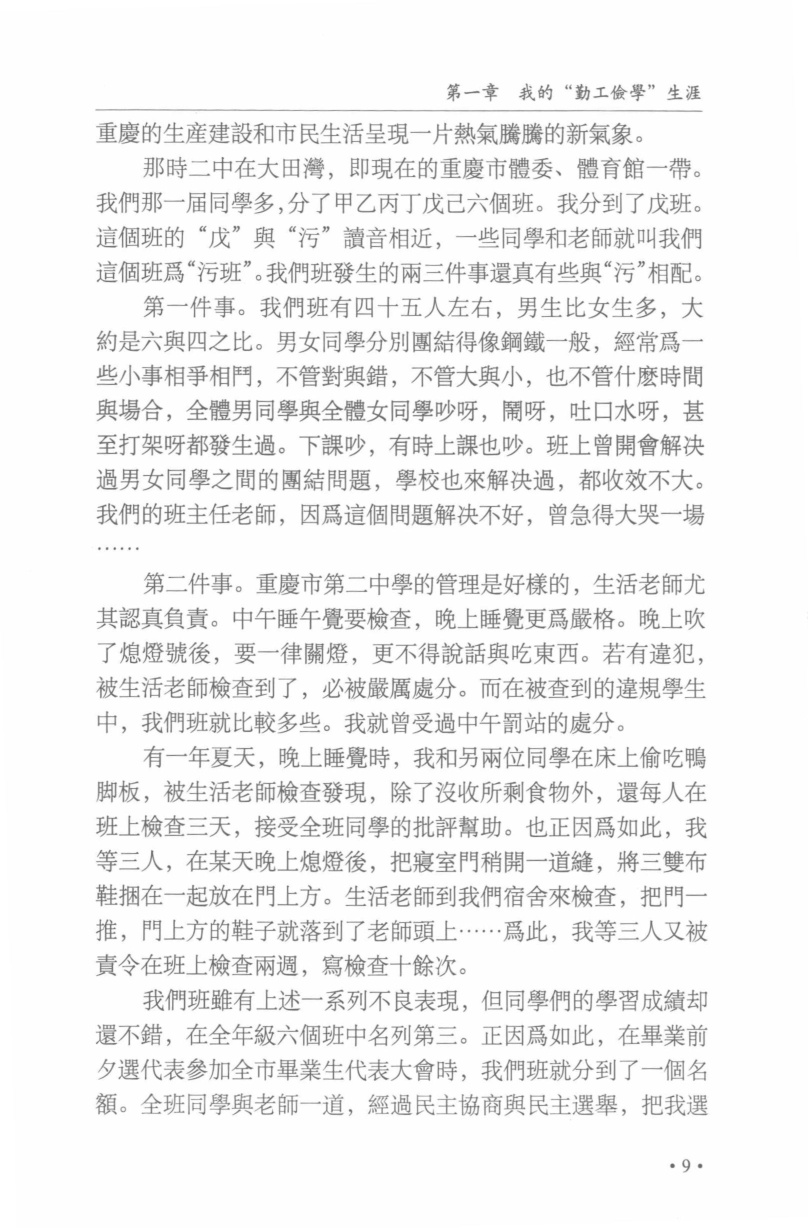 第一章　我的“勤工儉學”生涯
重慶的生産建設和市民生活呈現一片熱氣騰騰的新氣象。
那時二中在大田灣，即現在的重慶市體委、體育館一帶。
我們那一届同學多,分了甲乙丙丁戊己六個班。我分到了戊班。
這個班的“戊”與“污”讀音相近，一些同學和老師就叫我們
這個班爲“污班”。我們班發生的兩三件事還真有些與“污”相配。
第一件事。我們班有四十五人左右，男生比女生多，大
約是六與四之比。男女同學分別團結得像鋼鐵一般，經常爲一
些小事相爭相鬥，不管對與錯，不管大與小，也不管什麽時間
與場合，全體男同學與全體女同學吵呀，鬧呀，吐口水呀，甚
至打架呀都發生過。下課吵，有時上課也吵。班上曾開會解決
過男女同學之間的團結問題，學校也來解決過，都收效不大。
我們的班主任老師，因爲這個問題解决不好，曾急得大哭一場
……
第二件事。重慶市第二中學的管理是好樣的，生活老師尤
其認真負責。中午睡午覺要檢查，晚上睡覺更爲嚴格。晚上吹
了熄燈號後，要一律關燈，更不得說話與吃東西。若有違犯，
被生活老師檢查到了，必被嚴厲處分。而在被查到的違規學生
中，我們班就比較多些。我就曾受過中午罰站的處分。
有一年夏天，晚上睡覺時，我和另兩位同學在床上偷吃鴨
脚板，被生活老師檢查發現，除了沒收所剩食物外，還每人在
班上檢查三天，接受全班同學的批評幫助。也正因爲如此，我
等三人，在某天晚上熄燈後，把寢室門稍開一道縫，將三雙布
鞋捆在一起放在門上方。生活老師到我們宿舍來檢查，把門一
推，門上方的鞋子就落到了老師頭上……爲此，我等三人又被
責令在班上檢查兩週，寫檢查十餘次。
我們班雖有上述一系列不良表現，但同學們的學習成績却
還不錯，在全年級六個班中名列第三。正因爲如此，在畢業前
夕選代表參加全市畢業生代表大會時，我們班就分到了一個名
額。全班同學與老師一道，經過民主協商與民主選舉，把我選
·9·